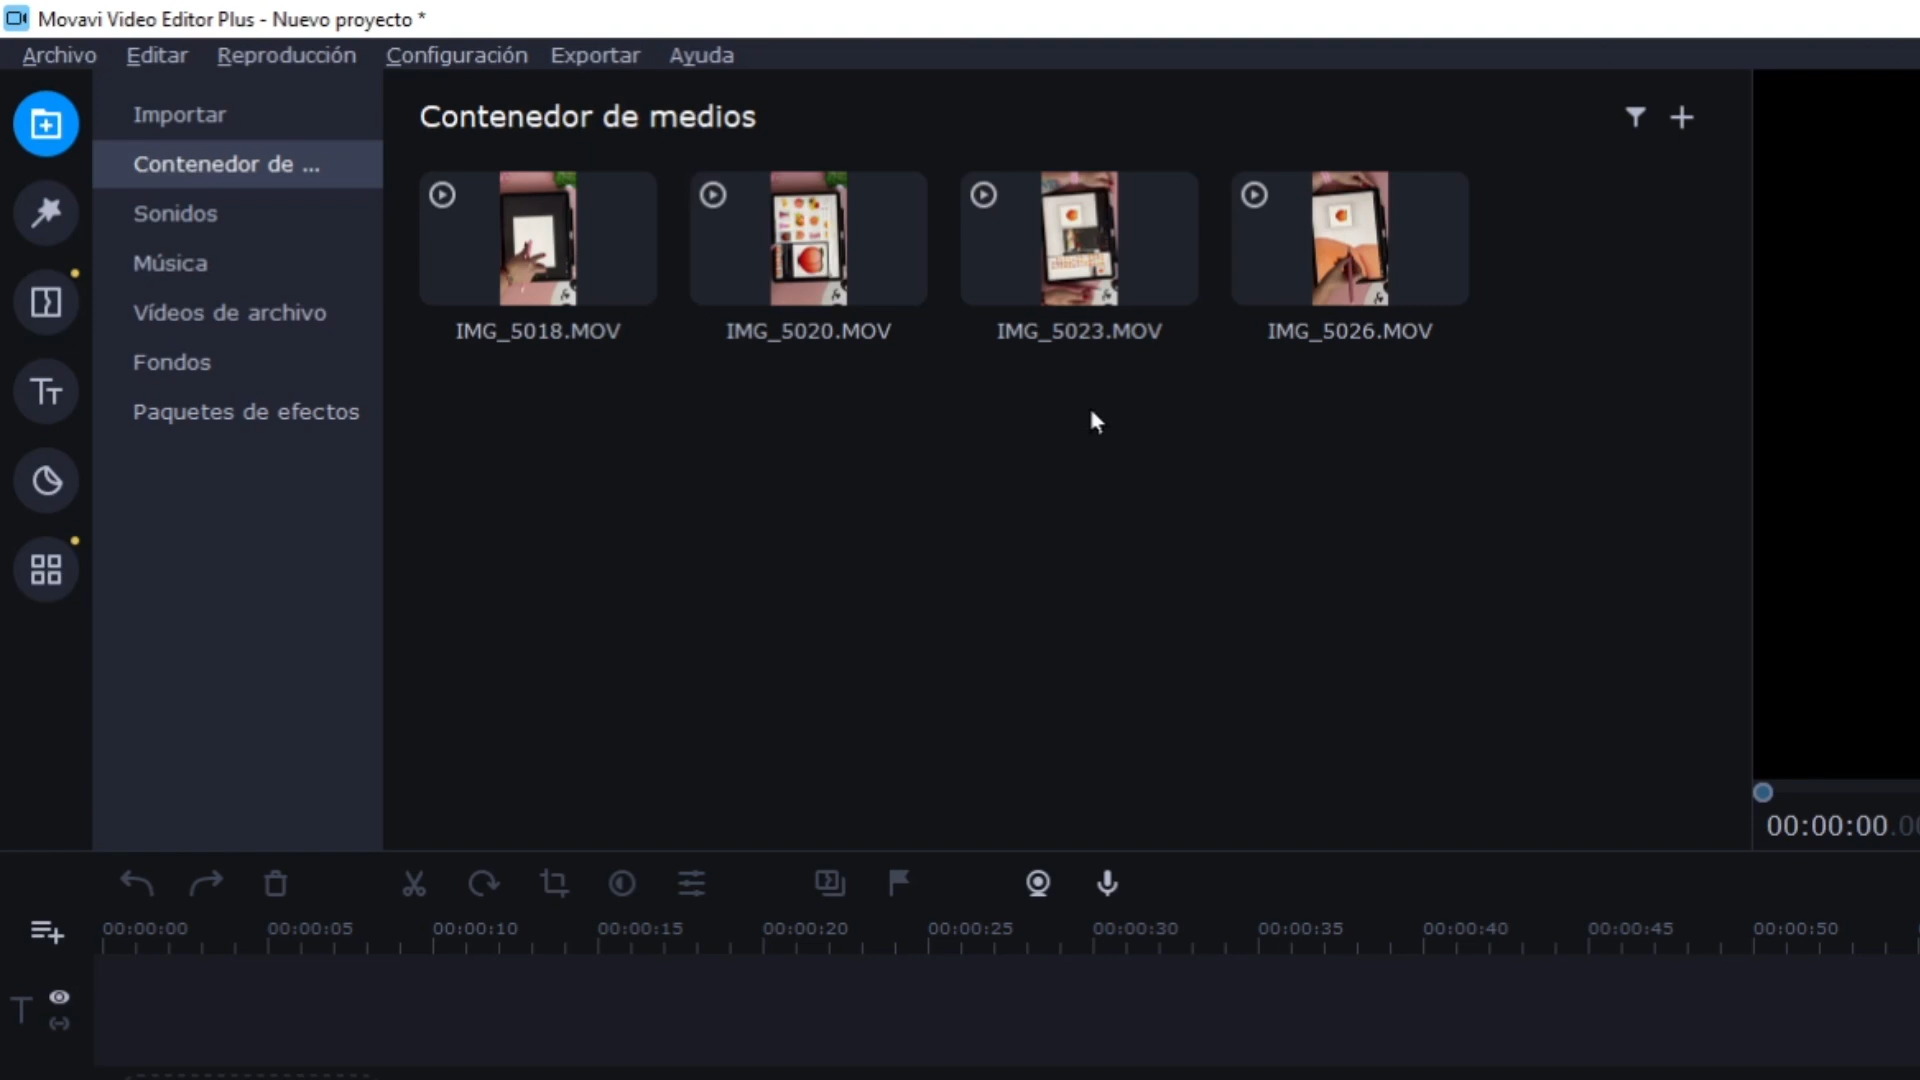 Movavi Video Editor Plus - Nuevo proyecto *
Archivo Editar Reproducción Configuración Exportar Ayuda
Importar
Contenedor de ...
Sonidos
Música
Vídeos de archivo
Fondos
Paquetes de efectos
Contenedor de medios
IMG_5018.MOV IMG_5020.MOV IMG_5023.MOV IMG_5026.MOV
00:00:00.00
00:00:00 00:00:05 00:00:10 00:00:15 00:00:20 00:00:25 00:00:30 00:00:35 00:00:40 00:00:45 00:00:50